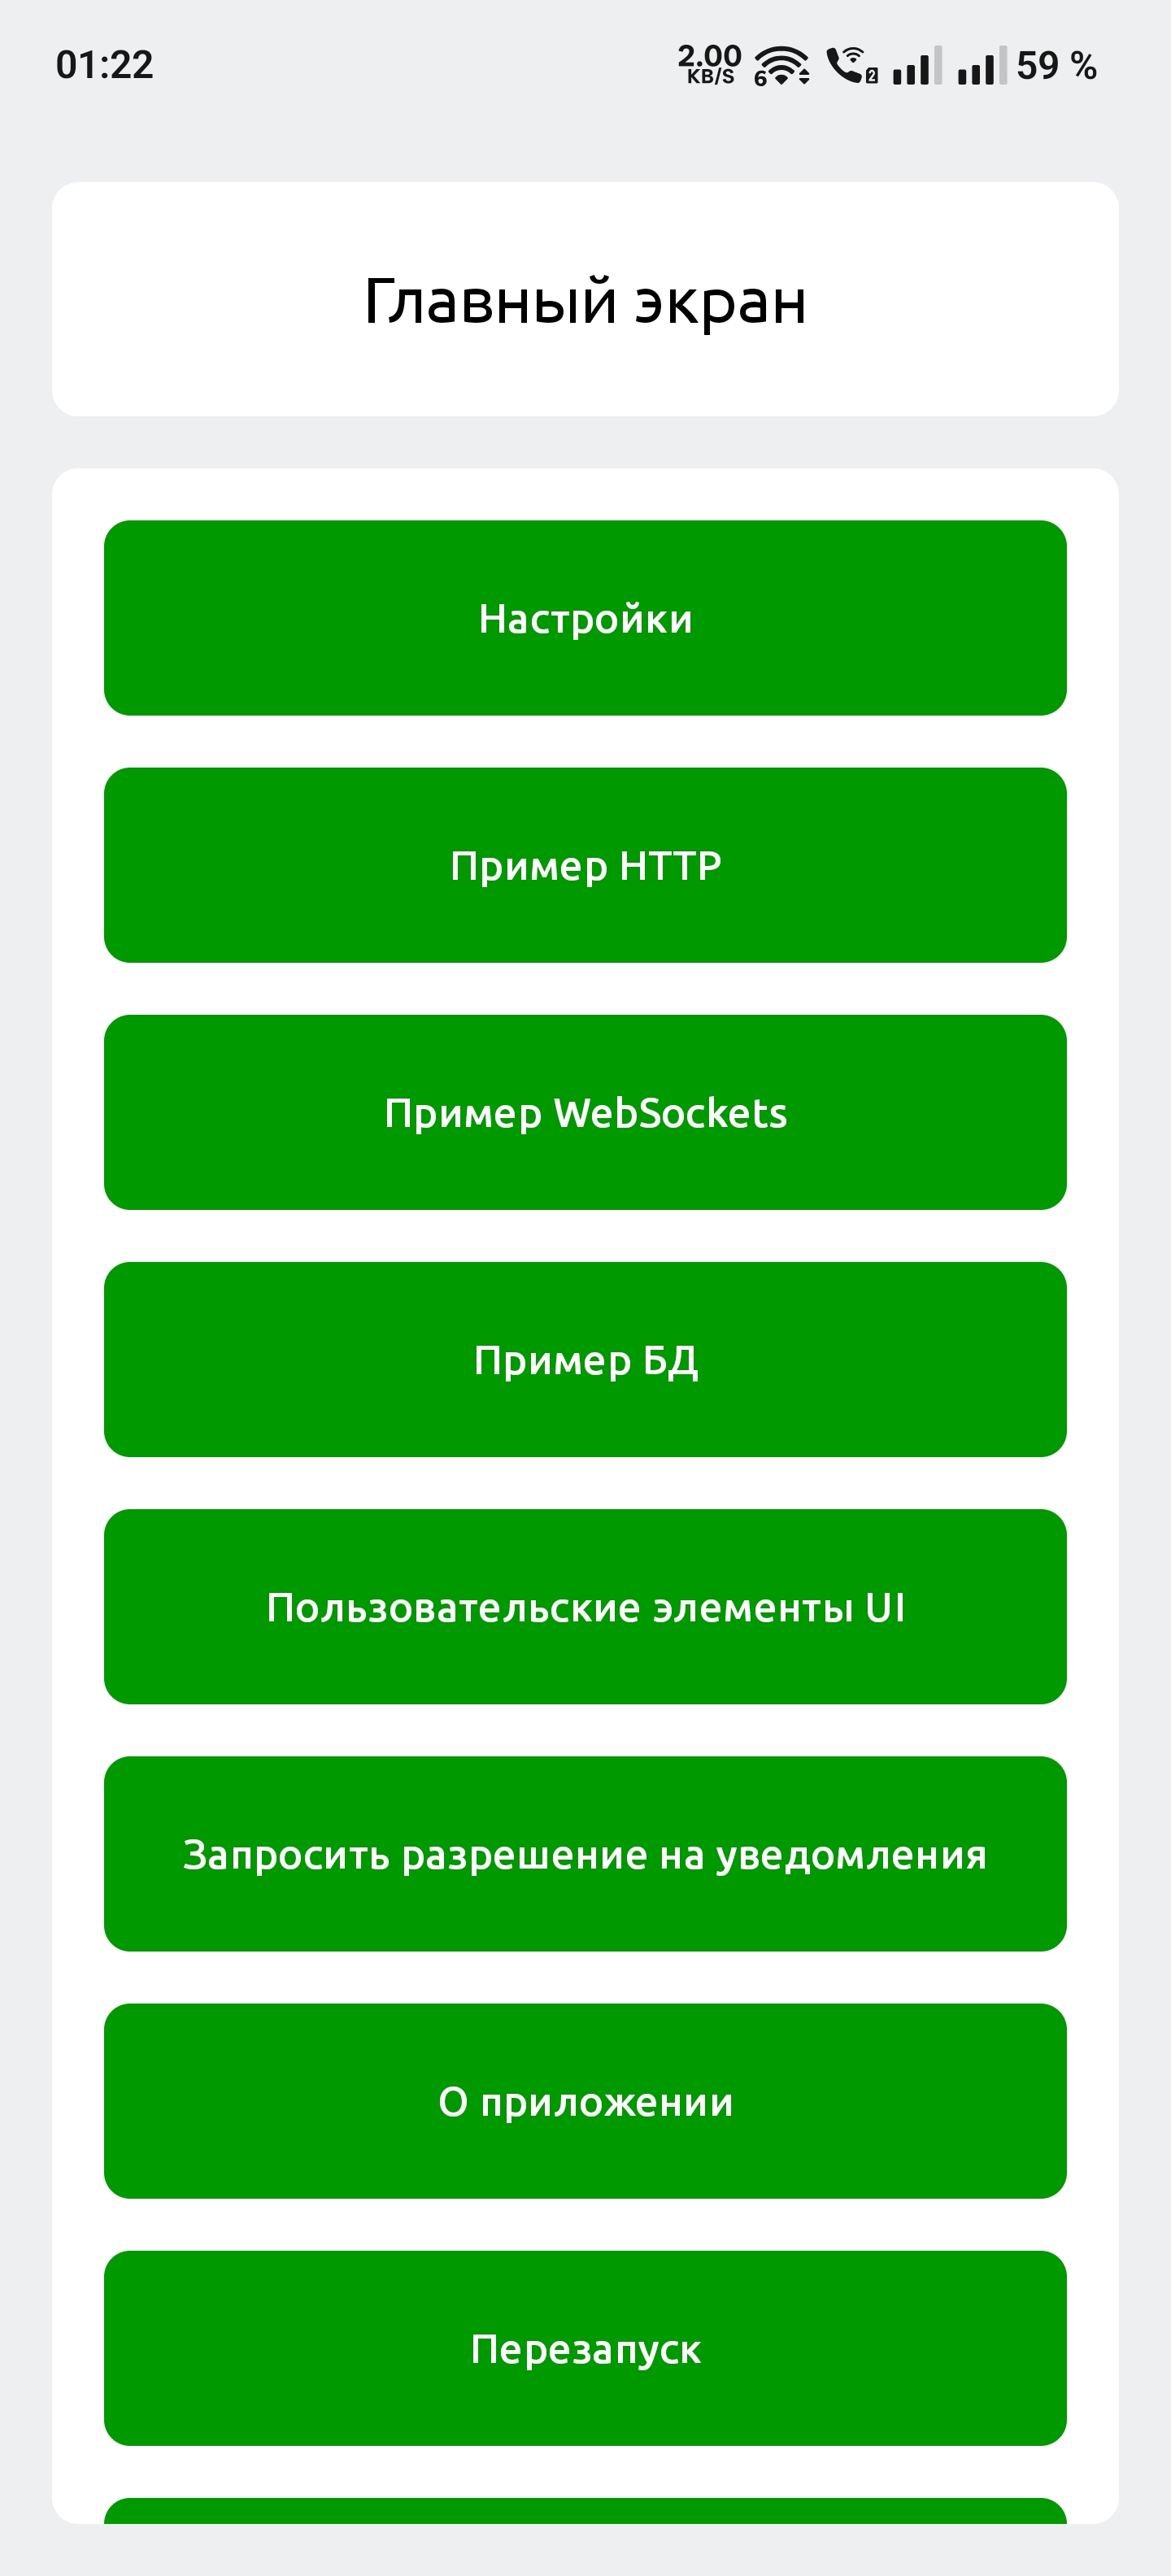 01:22
2.00
KB/S
6
2
59 %
Главный экран
Настройки
Пример HTTP
Пример WebSockets
Пример БД
Пользовательские элементы UI
Запросить разрешение на уведомления
О приложении
Перезапуск